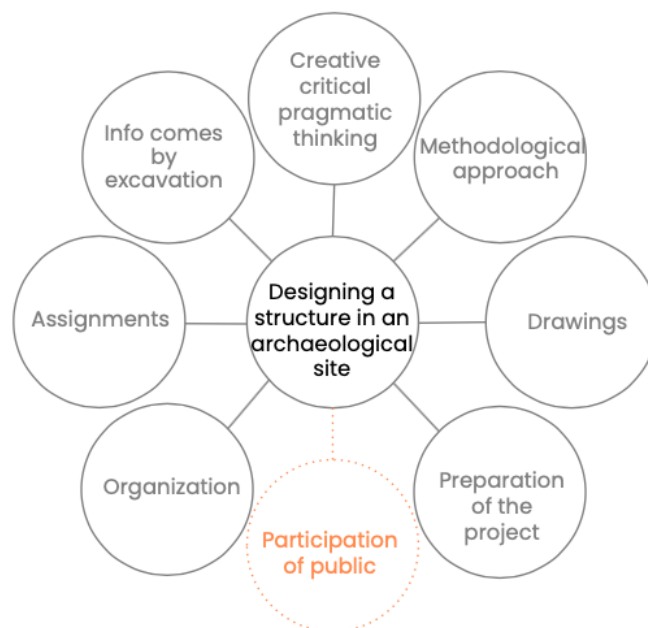 Creative
critical
pragmatic
thinking
Info comes
by
excavation
Methodological
approach
Assignments
Designing a
structure in an
archaeological
site
Drawings
Organization
Preparation
of the
project
Participation
of public